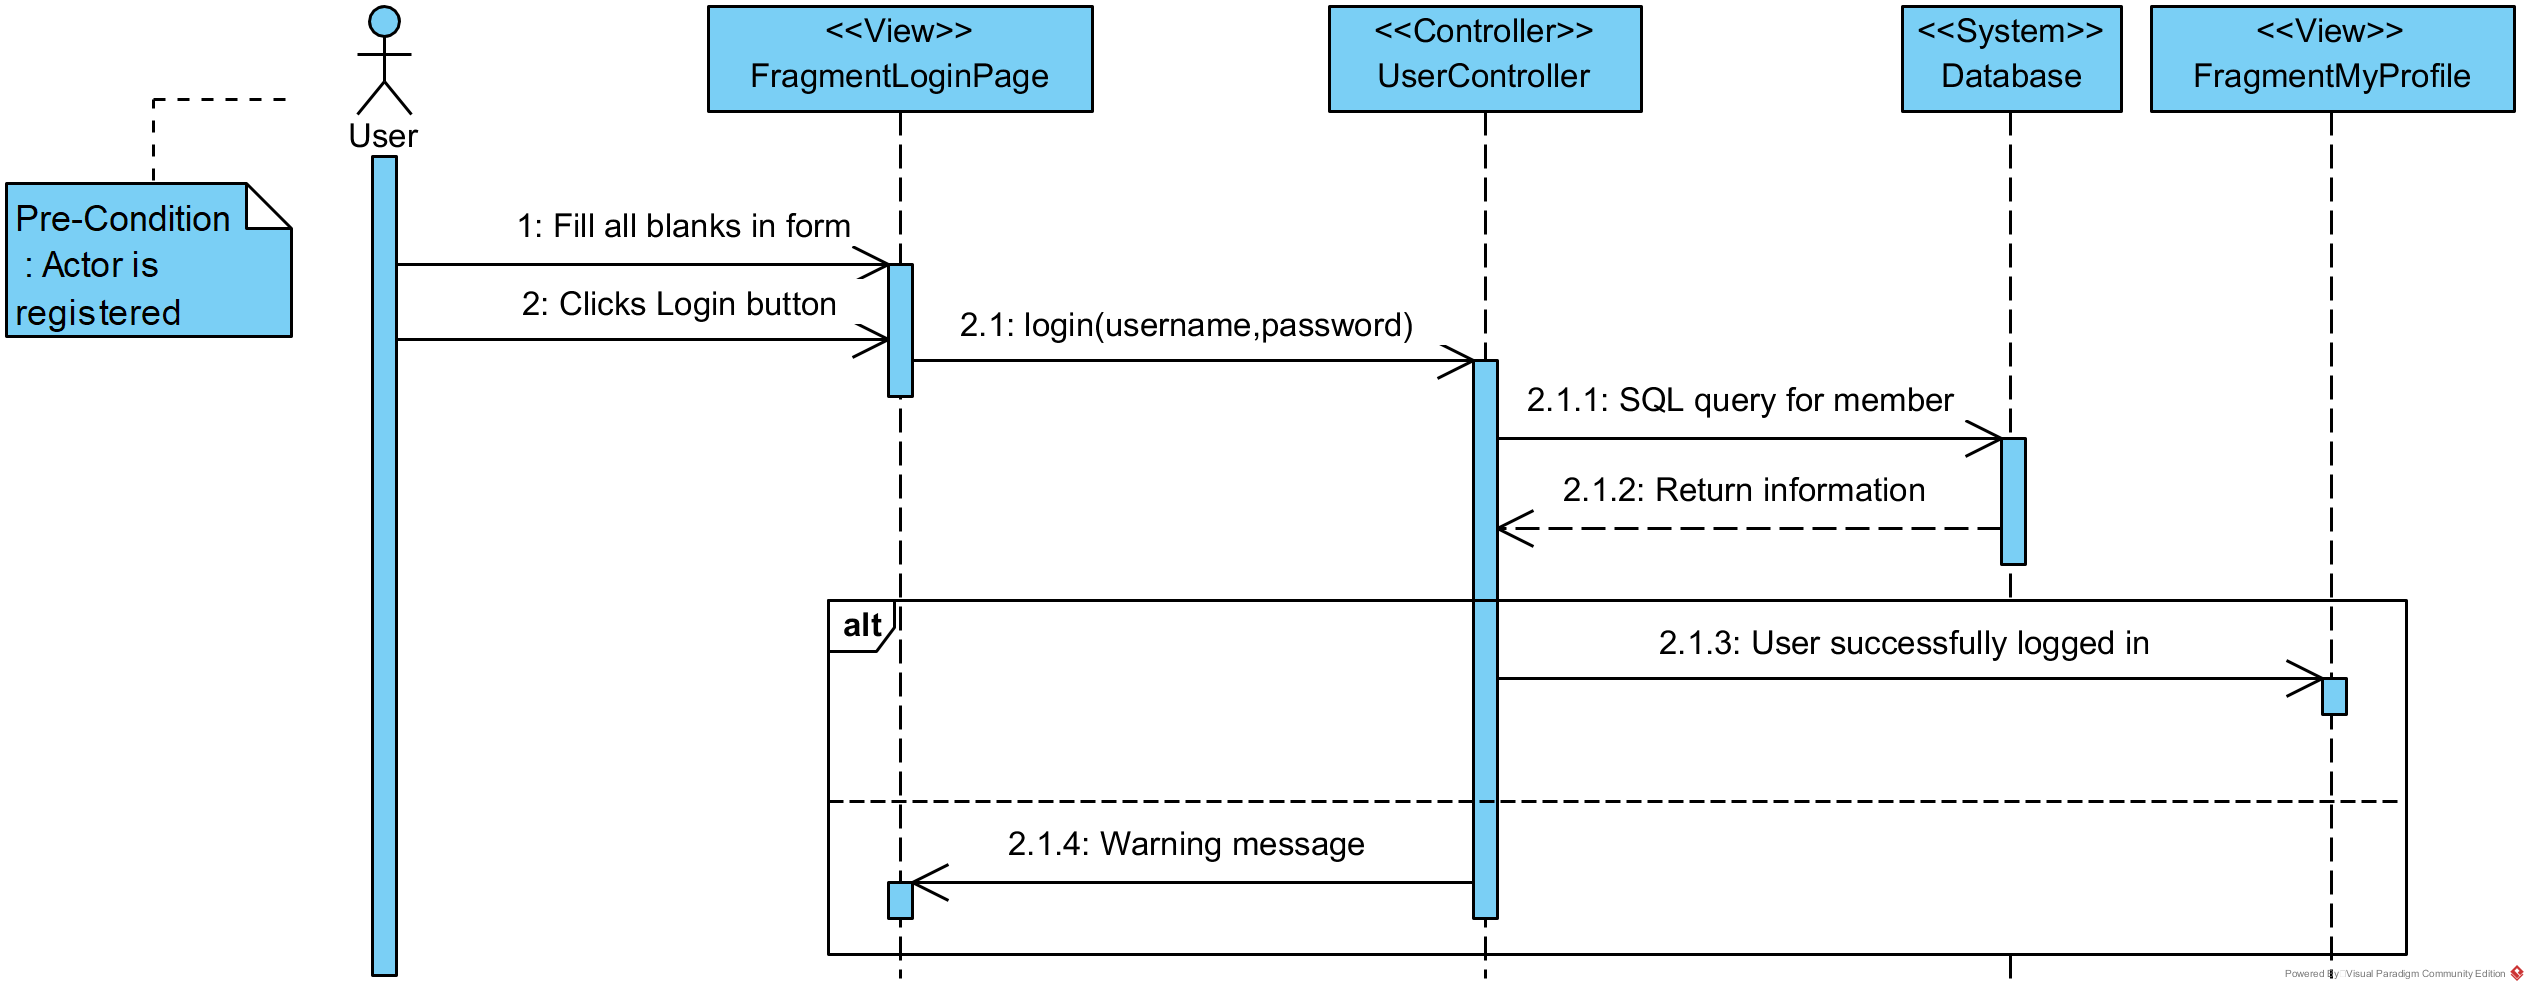 <<View>>
FragmentLoginPage
<<Controller>>
UserController
<<System>>
Database
<<View>>
FragmentMyProfile
User
Pre-Condition
: Actor is
registered
1: Fill all blanks in form
2: Clicks Login button
2.1: login(username,password)
2.1.1: SQL query for member
2.1.2: Return information
alt
2.1.3: User successfully logged in
2.1.4: Warning message
Powered By Visual Paradigm Community Edition